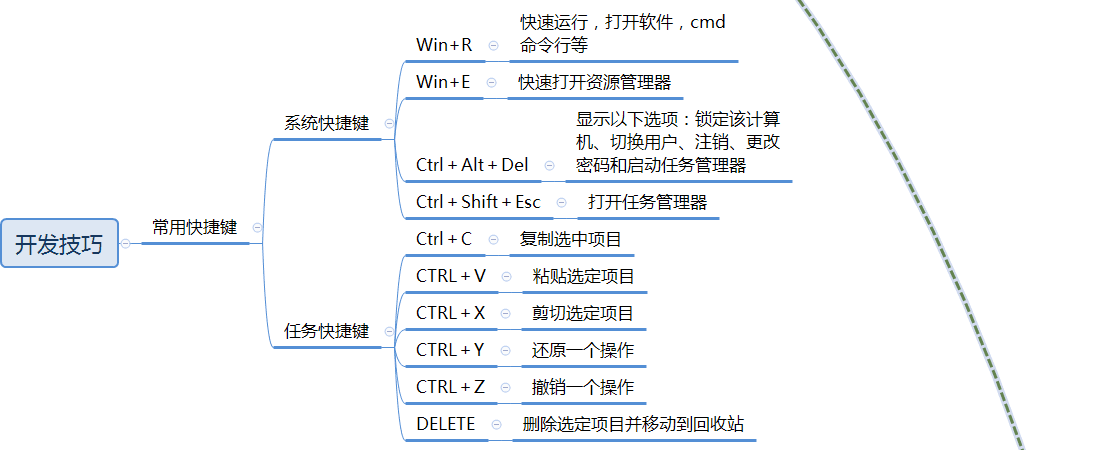 开发技巧
常用快捷键
系统快捷键
Win+R
快速运行，打开软件，cmd
命令行等
Win+E
快速打开资源管理器
Ctrl + Alt + Del
显示以下选项：锁定该计算
机、切换用户、注销、更改
密码和启动任务管理器
Ctrl + Shift + Esc
打开任务管理器
任务快捷键
Ctrl + C
复制选中项目
CTRL + V
粘贴选定项目
CTRL + X
剪切选定项目
CTRL + Y
还原一个操作
CTRL + Z
撤销一个操作
DELETE
删除选定项目并移动到回收站